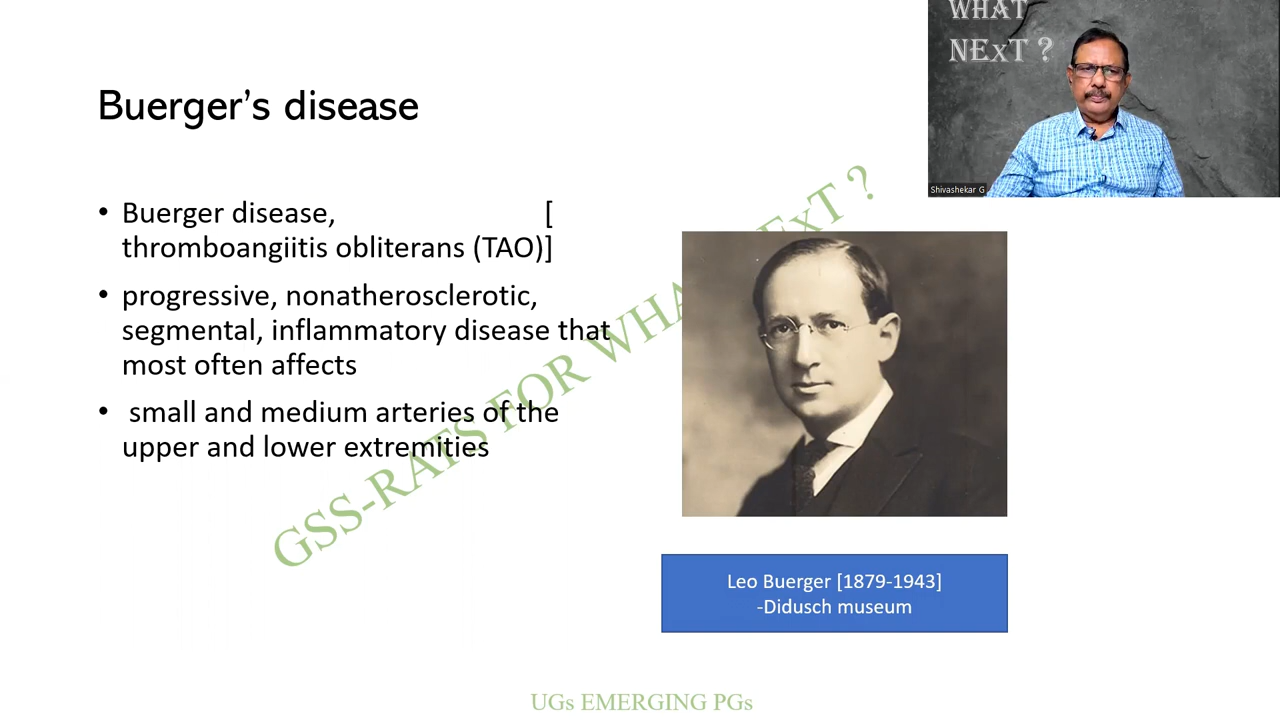 WHAT
NExT ?
Shivashekar G
Buerger’s disease
• Buerger disease, [
thromboangiitis obliterans (TAO)]
• progressive, nonatherosclerotic,
segmental, inflammatory disease that
most often affects
• small and medium arteries of the
upper and lower extremities
GSS-RATS FOR WHAT NExT ?
Leo Buerger [1879-1943]
-Didusch museum
UGs EMERGING PGs